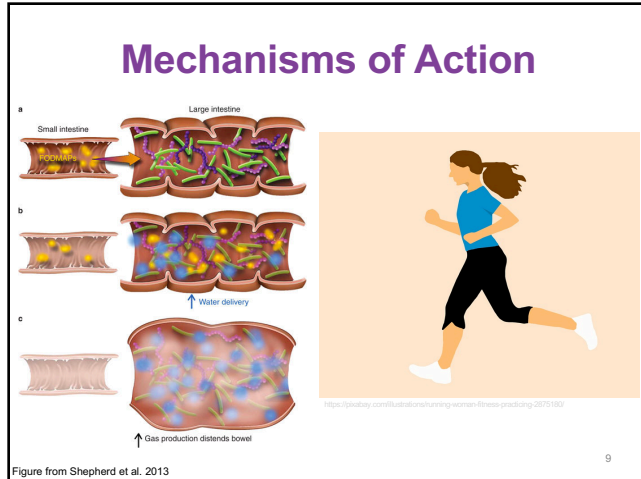 Mechanisms of Action
a
Small intestine
Large intestine
FODMAPs
b
↑ Water delivery
c
↑ Gas production distends bowel
https://pixabay.com/illustrations/running-woman-fitness-practicing-2875180/
9
Figure from Shepherd et al. 2013